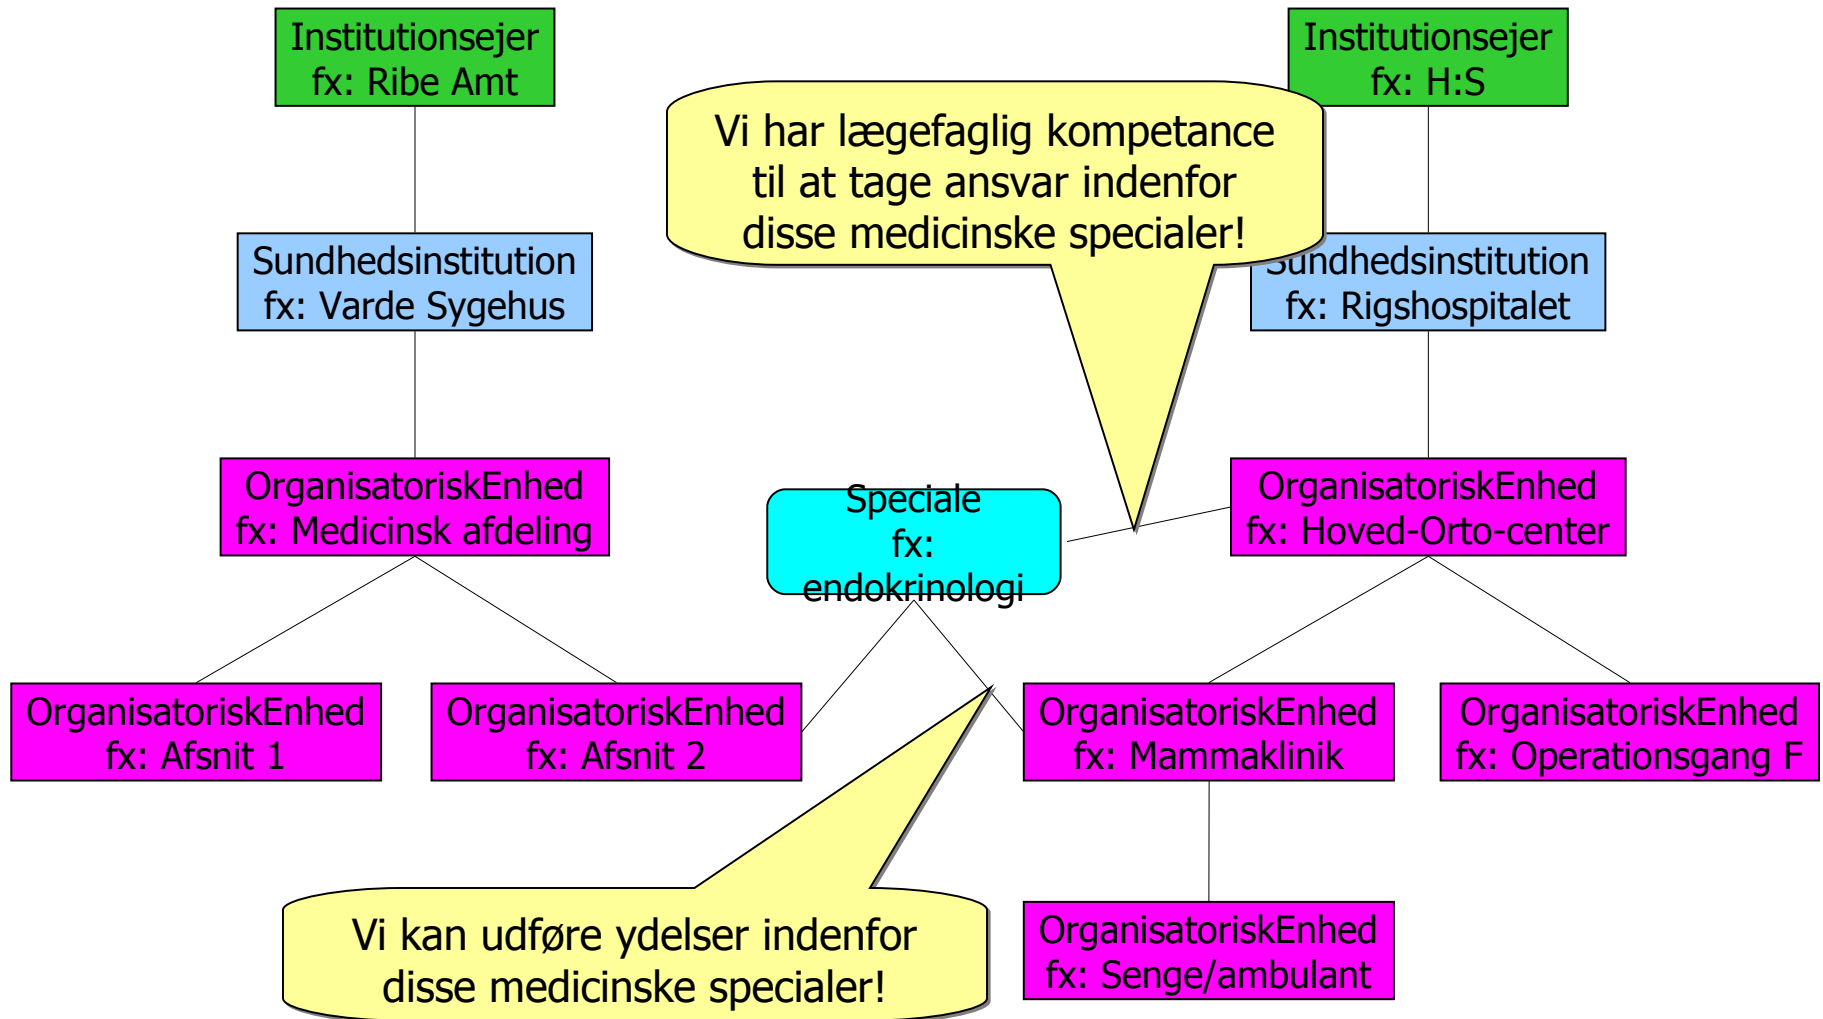 Institutionsejer
fx: Ribe Amt
Institutionsejer
fx: H:S
Vi har lægefaglig kompetance
til at tage ansvar indenfor
disse medicinske specialer!
Sundhedsinstitution
fx: Varde Sygehus
Sundhedsinstitution
fx: Rigshospitalet
OrganisatoriskEnhed
fx: Medicinsk afdeling
Speciale
fx:
endokrinologi
OrganisatoriskEnhed
fx: Hoved-Orto-center
OrganisatoriskEnhed
fx: Afsnit 1
OrganisatoriskEnhed
fx: Afsnit 2
OrganisatoriskEnhed
fx: Mammaklinik
OrganisatoriskEnhed
fx: Operationsgang F
Vi kan udføre ydelser indenfor
disse medicinske specialer!
OrganisatoriskEnhed
fx: Senge/ambulant